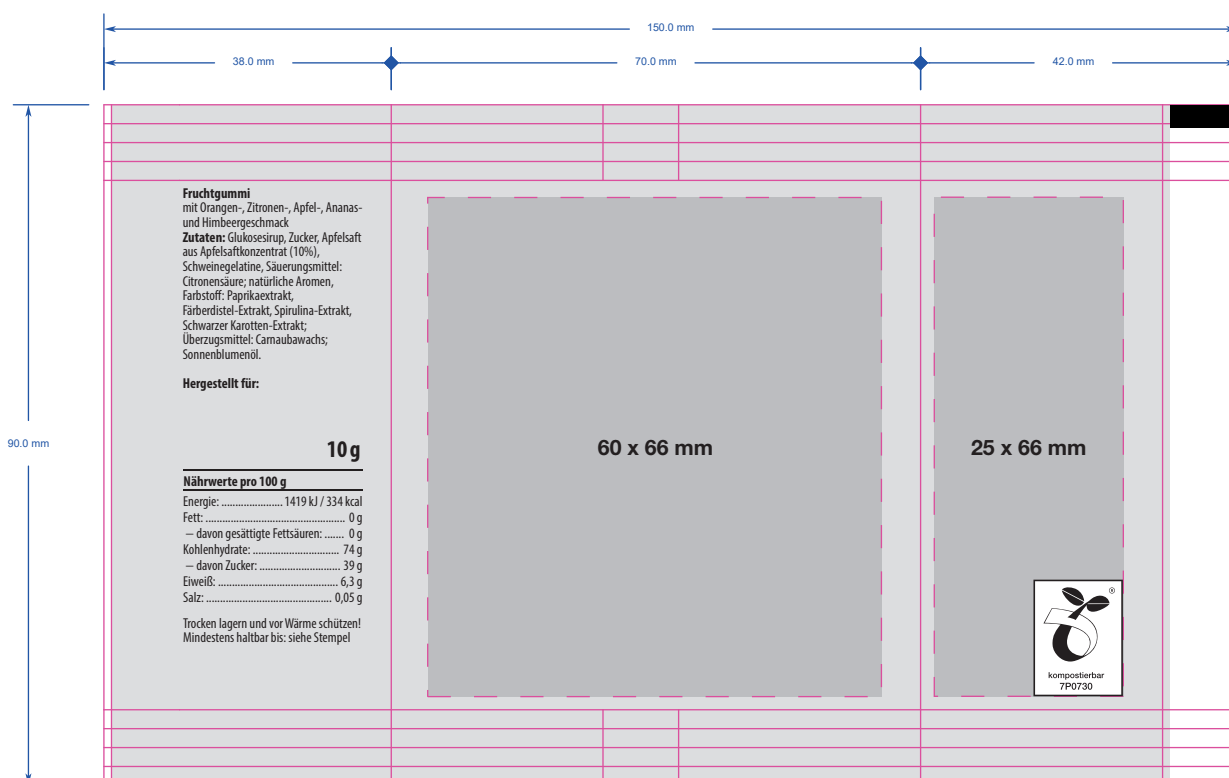 150.0 mm
38.0 mm
70.0 mm
42.0 mm
90.0 mm
Fruchtgummi
mit Orangen-, Zitronen-, Apfel-, Ananas-
und Himbeergeschmack
Zutaten: Glukosesirup, Zucker, Apfelsaft
aus Apfelsaftkonzentrat (10%),
Schweinegelatine, Säuerungsmittel:
Citronensäure; natürliche Aromen,
Farbstoff: Paprikaextrakt,
Färberdistel-Extrakt, Spirulina-Extrakt,
Schwarzer Karotten-Extrakt;
Überzugsmittel: Carnaubawachs;
Sonnenblumenöl.
Hergestellt für:
10 g
Nährwerte pro 100 g
Energie: ...................... 1419 kJ / 334 kcal
Fett: ................................................. 0 g
– davon gesättigte Fettsäuren: ....... 0 g
Kohlenhydrate: .............................. 74 g
– davon Zucker: ............................ 39 g
Eiweiß: .......................................... 6,3 g
Salz: ............................................ 0,05 g
Trocken lagern und vor Wärme schützen!
Mindestens haltbar bis: siehe Stempel
60 x 66 mm
25 x 66 mm
®
kompostierbar
7P0730